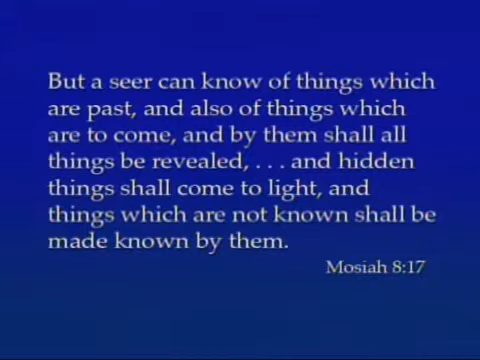 But a seer can know of things which
are past, and also of things which
are to come, and by them shall all
things be revealed, . . . and hidden
things shall come to light, and
things which are not known shall be
made known by them.
Mosiah 8:17